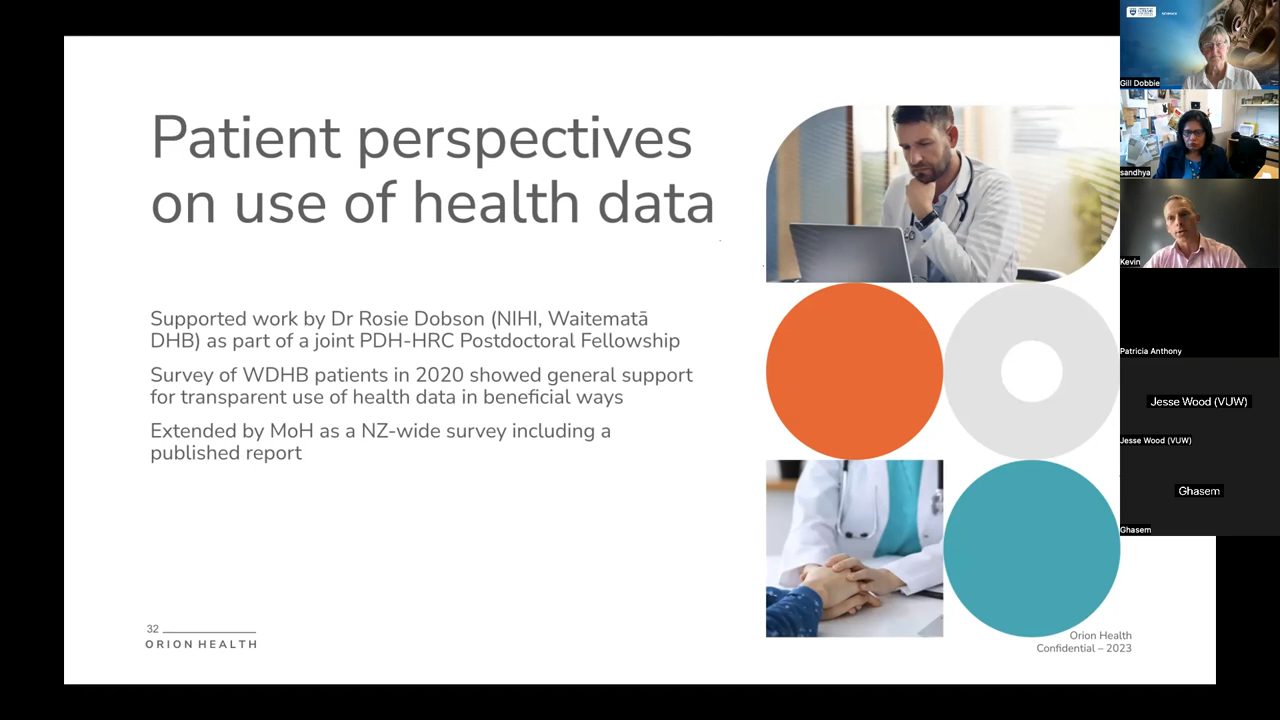 Patient perspectives
on use of health data
Supported work by Dr Rosie Dobson (NIHI, Waitematā
DHB) as part of a joint PDH-HRC Postdoctoral Fellowship
Survey of WDHB patients in 2020 showed general support
for transparent use of health data in beneficial ways
Extended by MoH as a NZ-wide survey including a
published report
32
ORION HEALTH
Orion Health
Confidential – 2023
SCIENCE
Gill Dobbie
sandhya
Kevin
Patricia Anthony
Jesse Wood (VUW)
Jesse Wood (VUW)
Ghasem
Ghasem